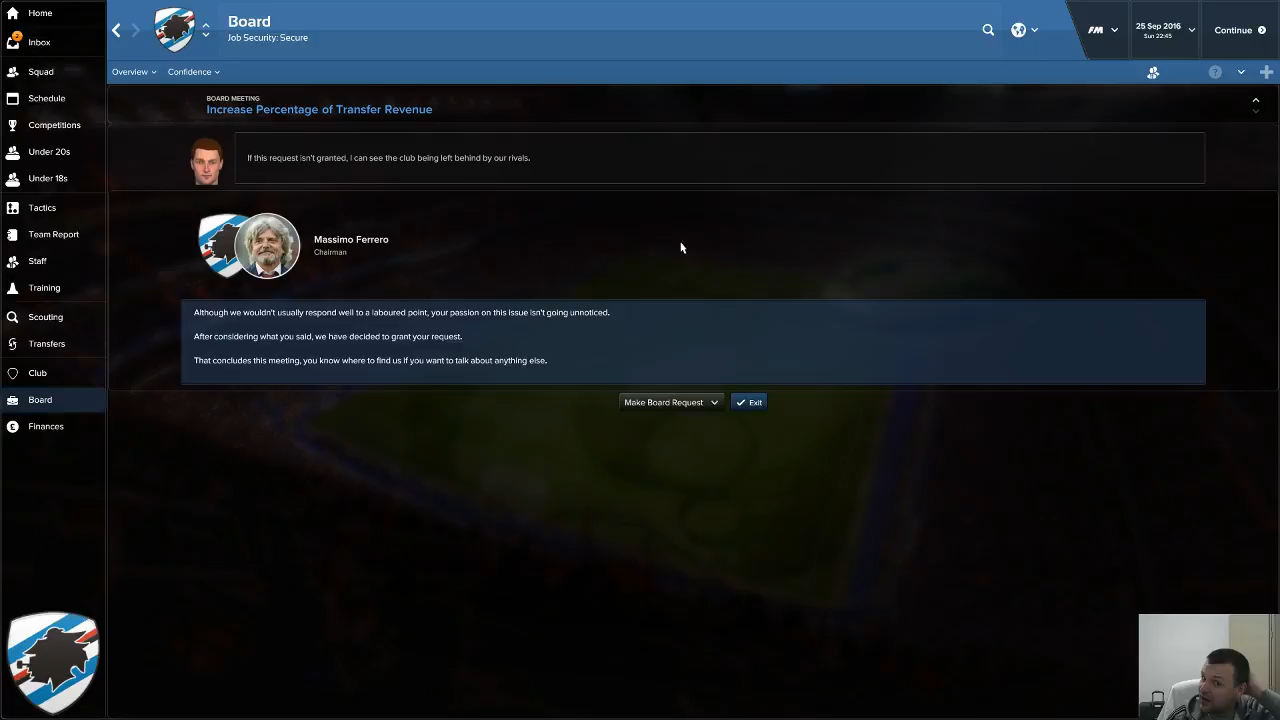 Home
Board
Job Security: Secure
FM
25 Sep 2016
Sun 22:45
Continue
2
Inbox
Squad
Overview
Confidence
?
Schedule
BOARD MEETING
Increase Percentage of Transfer Revenue
Competitions
Under 20s
If this request isn't granted, I can see the club being left behind by our rivals.
Under 18s
Tactics
Team Report
Massimo Ferrero
Chairman
Staff
Training
Scouting
Although we wouldn't usually respond well to a laboured point, your passion on this issue isn't going unnoticed.
Transfers
After considering what you said, we have decided to grant your request.
That concludes this meeting, you know where to find us if you want to talk about anything else.
Club
Board
Make Board Request
Exit
£
Finances